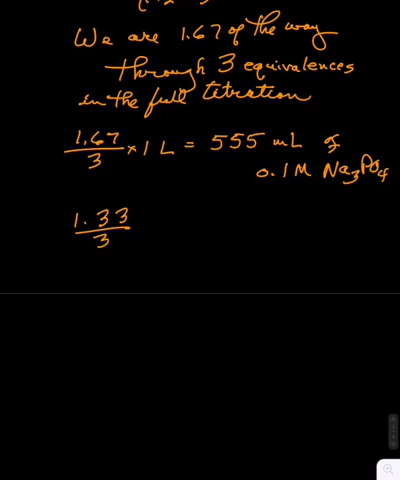 We are 1.67 of the way
through 3 equivalences
in the full titration
1.67/3 × 1 L = 555 mL of
0.1 M Na₃PO₄
1.33/3